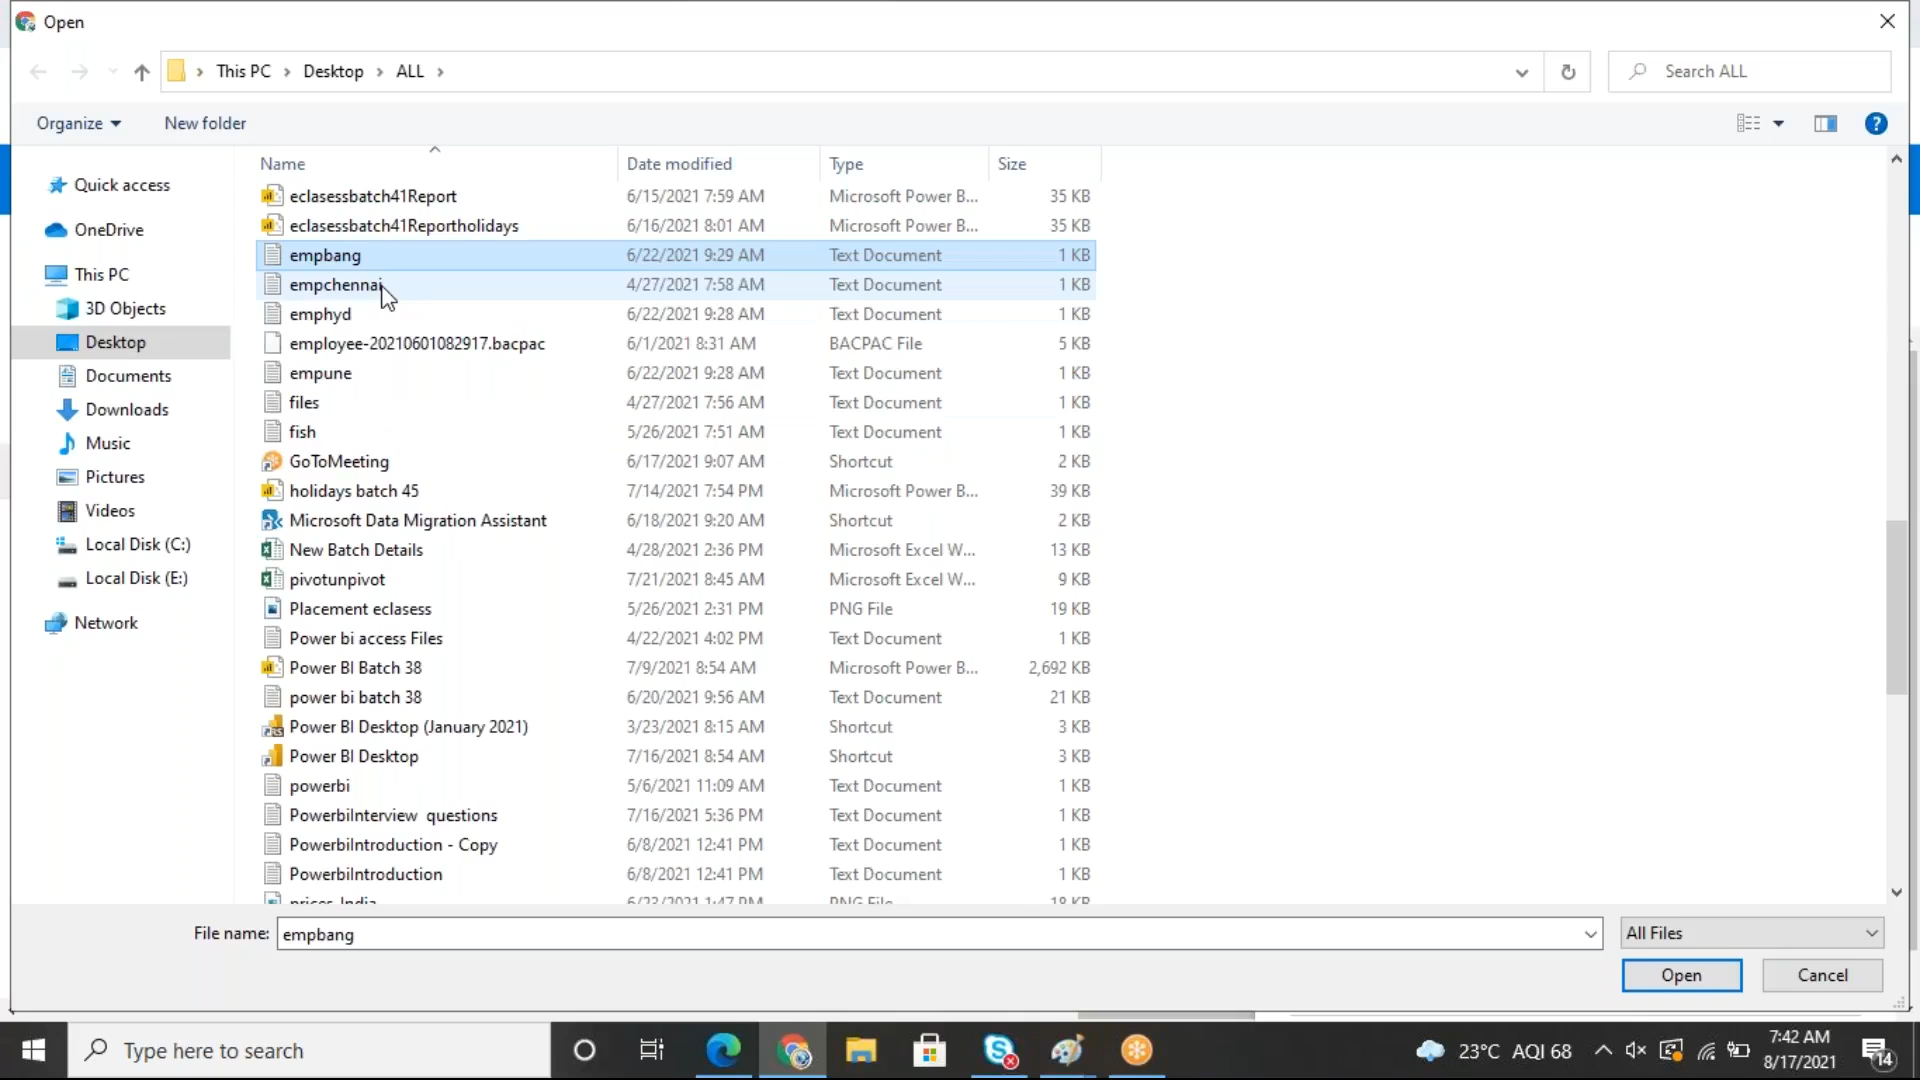 Open
This PC > Desktop > ALL >
Search ALL
Organize
New folder
?
Name Date modified Type Size
Quick access
OneDrive
This PC
3D Objects
Desktop
Documents
Downloads
Music
Pictures
Videos
Local Disk (C:)
Local Disk (E:)
Network
eclasessbatch41Report 6/15/2021 7:59 AM Microsoft Power B... 35 KB
eclasessbatch41Reportholidays 6/16/2021 8:01 AM Microsoft Power B... 35 KB
empbang 6/22/2021 9:29 AM Text Document 1 KB
empchennai 4/27/2021 7:58 AM Text Document 1 KB
emphyd 6/22/2021 9:28 AM Text Document 1 KB
employee-20210601082917.bacpac 6/1/2021 8:31 AM BACPAC File 5 KB
empune 6/22/2021 9:28 AM Text Document 1 KB
files 4/27/2021 7:56 AM Text Document 1 KB
fish 5/26/2021 7:51 AM Text Document 1 KB
GoToMeeting 6/17/2021 9:07 AM Shortcut 2 KB
holidays batch 45 7/14/2021 7:54 PM Microsoft Power B... 39 KB
Microsoft Data Migration Assistant 6/18/2021 9:20 AM Shortcut 2 KB
New Batch Details 4/28/2021 2:36 PM Microsoft Excel W... 13 KB
pivotunpivot 7/21/2021 8:45 AM Microsoft Excel W... 9 KB
Placement eclasess 5/26/2021 2:31 PM PNG File 19 KB
Power bi access Files 4/22/2021 4:02 PM Text Document 1 KB
Power BI Batch 38 7/9/2021 8:54 AM Microsoft Power B... 2,692 KB
power bi batch 38 6/20/2021 9:56 AM Text Document 21 KB
Power BI Desktop (January 2021) 3/23/2021 8:15 AM Shortcut 3 KB
Power BI Desktop 7/16/2021 8:54 AM Shortcut 3 KB
powerbi 5/6/2021 11:09 AM Text Document 1 KB
PowerbiInterview questions 7/16/2021 5:36 PM Text Document 1 KB
PowerbiIntroduction - Copy 6/8/2021 12:41 PM Text Document 1 KB
PowerbiIntroduction 6/8/2021 12:41 PM Text Document 1 KB
prices India 6/23/2021 1:47 PM PNG File 18 KB
File name: empbang
All Files
Open
Cancel
Type here to search
23°C AQI 68
7:42 AM
8/17/2021
14